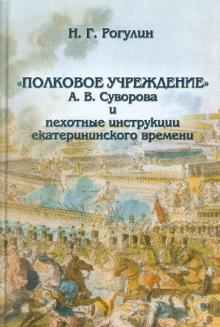 Н. Г. Рогулин
«ПОЛКОВОЕ УЧРЕЖДЕНИЕ»
А. В. Суворова
и
пехотные инструкции
екатерининского времени